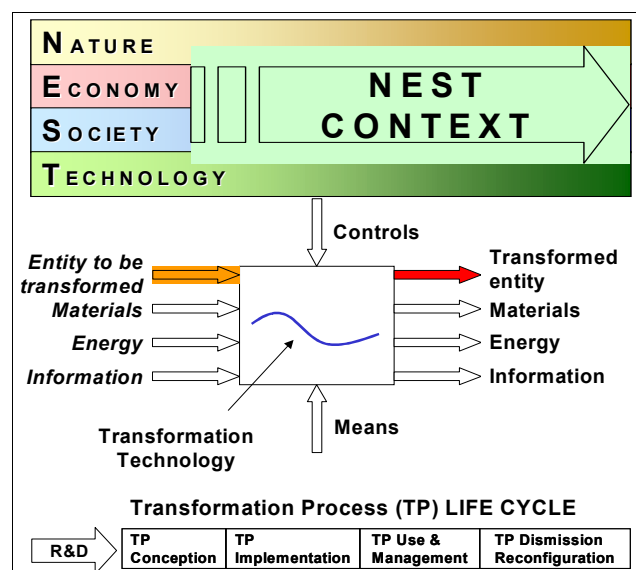 NATURE
ECONOMY
SOCIETY
TECHNOLOGY
NEST
CONTEXT
Controls
Entity to be
transformed
Materials
Energy
Information
Transformed
entity
Materials
Energy
Information
Transformation
Technology
Means
Transformation Process (TP) LIFE CYCLE
R&D
TP
Conception
TP
Implementation
TP Use &
Management
TP Dismission
Reconfiguration